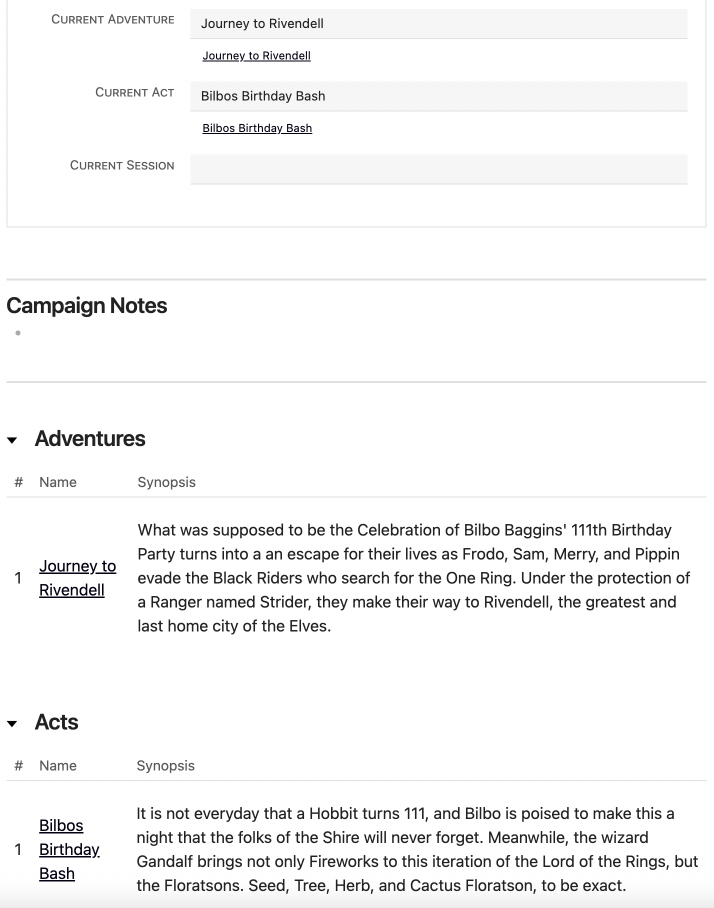 CURRENT ADVENTURE
Journey to Rivendell
Journey to Rivendell
CURRENT ACT
Bilbos Birthday Bash
Bilbos Birthday Bash
CURRENT SESSION
Campaign Notes
Adventures
# Name Synopsis
1
Journey to
Rivendell
What was supposed to be the Celebration of Bilbo Baggins' 111th Birthday
Party turns into a an escape for their lives as Frodo, Sam, Merry, and Pippin
evade the Black Riders who search for the One Ring. Under the protection of
a Ranger named Strider, they make their way to Rivendell, the greatest and
last home city of the Elves.
Acts
# Name Synopsis
1
Bilbos
Birthday
Bash
It is not everyday that a Hobbit turns 111, and Bilbo is poised to make this a
night that the folks of the Shire will never forget. Meanwhile, the wizard
Gandalf brings not only Fireworks to this iteration of the Lord of the Rings, but
the Floratsons. Seed, Tree, Herb, and Cactus Floratson, to be exact.